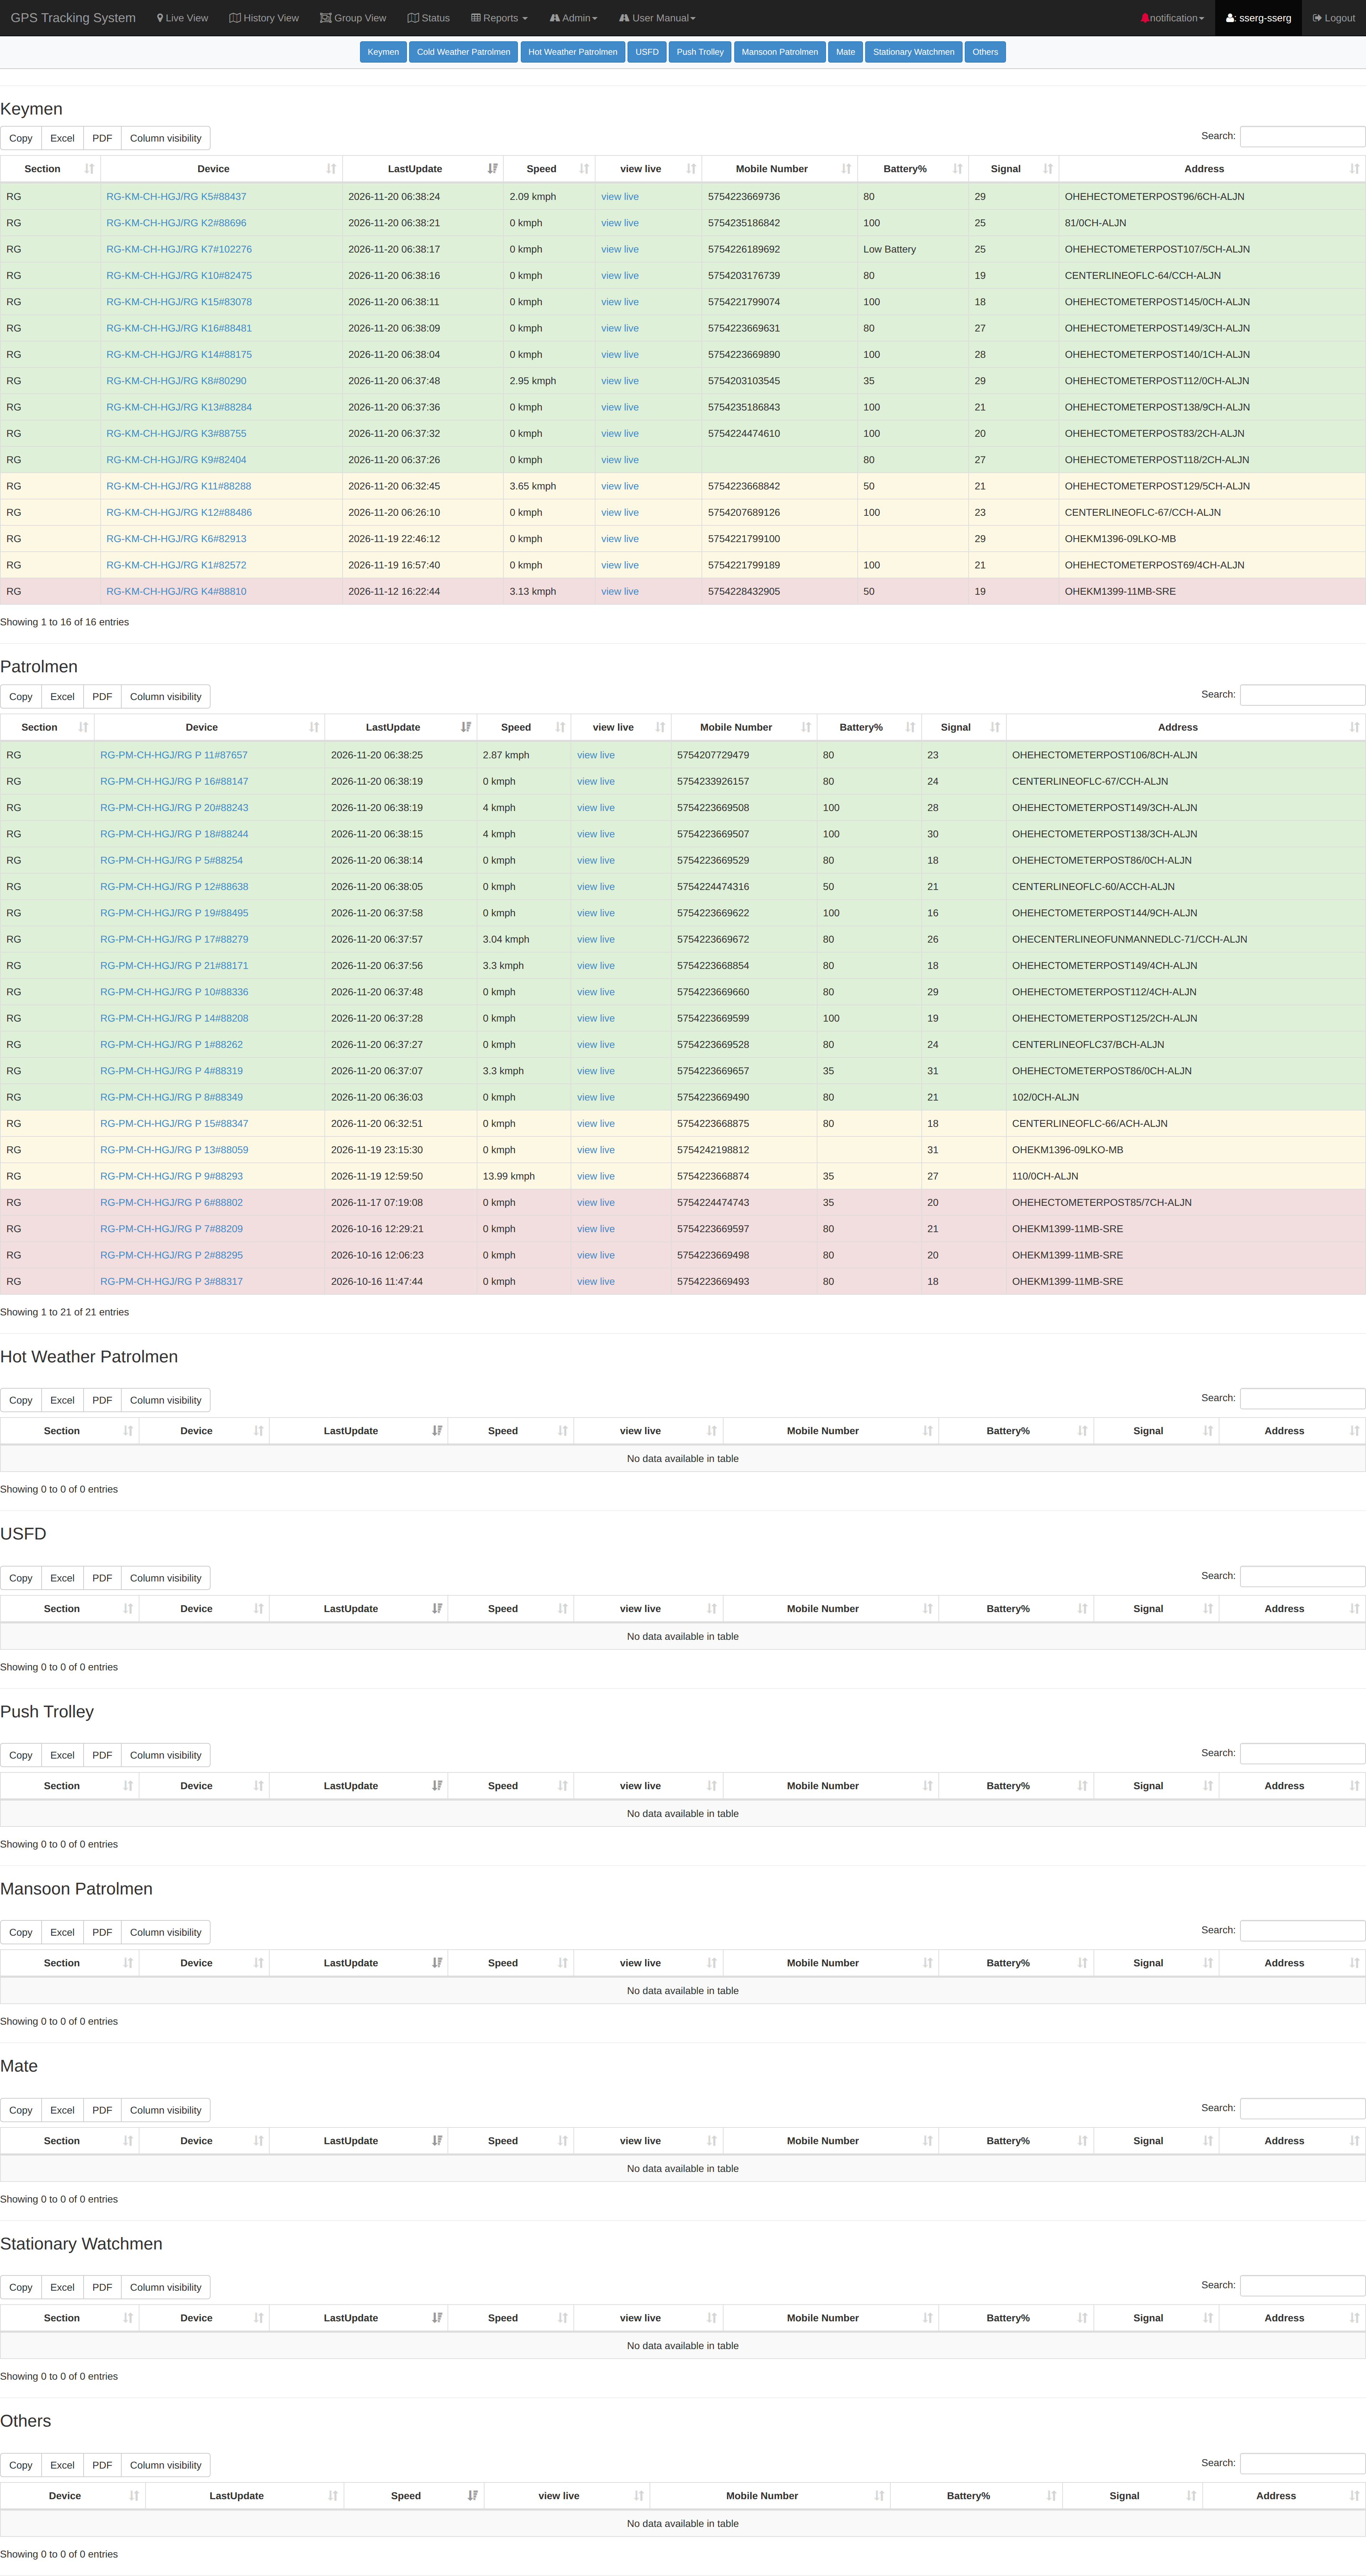 GPS Tracking System Live View History View Group View Status Reports Admin User Manual notification : sserg-sserg Logout
Keymen Cold Weather Patrolmen Hot Weather Patrolmen USFD Push Trolley Mansoon Patrolmen Mate Stationary Watchmen Others
Keymen
Copy Excel PDF Column visibility Search:
Section Device LastUpdate Speed view live Mobile Number Battery% Signal Address
RG RG-KM-CH-HGJ/RG K5#88437 2026-11-20 06:38:24 2.09 kmph view live 5754223669736 80 29 OHEHECTOMETERPOST96/6CH-ALJN
RG RG-KM-CH-HGJ/RG K2#88696 2026-11-20 06:38:21 0 kmph view live 5754235186842 100 25 81/0CH-ALJN
RG RG-KM-CH-HGJ/RG K7#102276 2026-11-20 06:38:17 0 kmph view live 5754226189692 Low Battery 25 OHEHECTOMETERPOST107/5CH-ALJN
RG RG-KM-CH-HGJ/RG K10#82475 2026-11-20 06:38:16 0 kmph view live 5754203176739 80 19 CENTERLINEOFLC-64/CCH-ALJN
RG RG-KM-CH-HGJ/RG K15#83078 2026-11-20 06:38:11 0 kmph view live 5754221799074 100 18 OHEHECTOMETERPOST145/0CH-ALJN
RG RG-KM-CH-HGJ/RG K16#88481 2026-11-20 06:38:09 0 kmph view live 5754223669631 80 27 OHEHECTOMETERPOST149/3CH-ALJN
RG RG-KM-CH-HGJ/RG K14#88175 2026-11-20 06:38:04 0 kmph view live 5754223669890 100 28 OHEHECTOMETERPOST140/1CH-ALJN
RG RG-KM-CH-HGJ/RG K8#80290 2026-11-20 06:37:48 2.95 kmph view live 5754203103545 35 29 OHEHECTOMETERPOST112/0CH-ALJN
RG RG-KM-CH-HGJ/RG K13#88284 2026-11-20 06:37:36 0 kmph view live 5754235186843 100 21 OHEHECTOMETERPOST138/9CH-ALJN
RG RG-KM-CH-HGJ/RG K3#88755 2026-11-20 06:37:32 0 kmph view live 5754224474610 100 20 OHEHECTOMETERPOST83/2CH-ALJN
RG RG-KM-CH-HGJ/RG K9#82404 2026-11-20 06:37:26 0 kmph view live 80 27 OHEHECTOMETERPOST118/2CH-ALJN
RG RG-KM-CH-HGJ/RG K11#88288 2026-11-20 06:32:45 3.65 kmph view live 5754223668842 50 21 OHEHECTOMETERPOST129/5CH-ALJN
RG RG-KM-CH-HGJ/RG K12#88486 2026-11-20 06:26:10 0 kmph view live 5754207689126 100 23 CENTERLINEOFLC-67/CCH-ALJN
RG RG-KM-CH-HGJ/RG K6#82913 2026-11-19 22:46:12 0 kmph view live 5754221799100 29 OHEKM1396-09LKO-MB
RG RG-KM-CH-HGJ/RG K1#82572 2026-11-19 16:57:40 0 kmph view live 5754221799189 100 21 OHEHECTOMETERPOST69/4CH-ALJN
RG RG-KM-CH-HGJ/RG K4#88810 2026-11-12 16:22:44 3.13 kmph view live 5754228432905 50 19 OHEKM1399-11MB-SRE
Showing 1 to 16 of 16 entries
Patrolmen
Copy Excel PDF Column visibility Search:
Section Device LastUpdate Speed view live Mobile Number Battery% Signal Address
RG RG-PM-CH-HGJ/RG P 11#87657 2026-11-20 06:38:25 2.87 kmph view live 5754207729479 80 23 OHEHECTOMETERPOST106/8CH-ALJN
RG RG-PM-CH-HGJ/RG P 16#88147 2026-11-20 06:38:19 0 kmph view live 5754233926157 80 24 CENTERLINEOFLC-67/CCH-ALJN
RG RG-PM-CH-HGJ/RG P 20#88243 2026-11-20 06:38:19 4 kmph view live 5754223669508 100 28 OHEHECTOMETERPOST149/3CH-ALJN
RG RG-PM-CH-HGJ/RG P 18#88244 2026-11-20 06:38:15 4 kmph view live 5754223669507 100 30 OHEHECTOMETERPOST138/3CH-ALJN
RG RG-PM-CH-HGJ/RG P 5#88254 2026-11-20 06:38:14 0 kmph view live 5754223669529 80 18 OHEHECTOMETERPOST86/0CH-ALJN
RG RG-PM-CH-HGJ/RG P 12#88638 2026-11-20 06:38:05 0 kmph view live 5754224474316 50 21 CENTERLINEOFLC-60/ACCH-ALJN
RG RG-PM-CH-HGJ/RG P 19#88495 2026-11-20 06:37:58 0 kmph view live 5754223669622 100 16 OHEHECTOMETERPOST144/9CH-ALJN
RG RG-PM-CH-HGJ/RG P 17#88279 2026-11-20 06:37:57 3.04 kmph view live 5754223669672 80 26 OHECENTERLINEOFUNMANNEDLC-71/CCH-ALJN
RG RG-PM-CH-HGJ/RG P 21#88171 2026-11-20 06:37:56 3.3 kmph view live 5754223668854 80 18 OHEHECTOMETERPOST149/4CH-ALJN
RG RG-PM-CH-HGJ/RG P 10#88336 2026-11-20 06:37:48 0 kmph view live 5754223669660 80 29 OHEHECTOMETERPOST112/4CH-ALJN
RG RG-PM-CH-HGJ/RG P 14#88208 2026-11-20 06:37:28 0 kmph view live 5754223669599 100 19 OHEHECTOMETERPOST125/2CH-ALJN
RG RG-PM-CH-HGJ/RG P 1#88262 2026-11-20 06:37:27 0 kmph view live 5754223669528 80 24 CENTERLINEOFLC37/BCH-ALJN
RG RG-PM-CH-HGJ/RG P 4#88319 2026-11-20 06:37:07 3.3 kmph view live 5754223669657 35 31 OHEHECTOMETERPOST86/0CH-ALJN
RG RG-PM-CH-HGJ/RG P 8#88349 2026-11-20 06:36:03 0 kmph view live 5754223669490 80 21 102/0CH-ALJN
RG RG-PM-CH-HGJ/RG P 15#88347 2026-11-20 06:32:51 0 kmph view live 5754223668875 80 18 CENTERLINEOFLC-66/ACH-ALJN
RG RG-PM-CH-HGJ/RG P 13#88059 2026-11-19 23:15:30 0 kmph view live 5754242198812 31 OHEKM1396-09LKO-MB
RG RG-PM-CH-HGJ/RG P 9#88293 2026-11-19 12:59:50 13.99 kmph view live 5754223668874 35 27 110/0CH-ALJN
RG RG-PM-CH-HGJ/RG P 6#88802 2026-11-17 07:19:08 0 kmph view live 5754224474743 35 20 OHEHECTOMETERPOST85/7CH-ALJN
RG RG-PM-CH-HGJ/RG P 7#88209 2026-10-16 12:29:21 0 kmph view live 5754223669597 80 21 OHEKM1399-11MB-SRE
RG RG-PM-CH-HGJ/RG P 2#88295 2026-10-16 12:06:23 0 kmph view live 5754223669498 80 20 OHEKM1399-11MB-SRE
RG RG-PM-CH-HGJ/RG P 3#88317 2026-10-16 11:47:44 0 kmph view live 5754223669493 80 18 OHEKM1399-11MB-SRE
Showing 1 to 21 of 21 entries
Hot Weather Patrolmen
Copy Excel PDF Column visibility Search:
Section Device LastUpdate Speed view live Mobile Number Battery% Signal Address
No data available in table
Showing 0 to 0 of 0 entries
USFD
Copy Excel PDF Column visibility Search:
Section Device LastUpdate Speed view live Mobile Number Battery% Signal Address
No data available in table
Showing 0 to 0 of 0 entries
Push Trolley
Copy Excel PDF Column visibility Search:
Section Device LastUpdate Speed view live Mobile Number Battery% Signal Address
No data available in table
Showing 0 to 0 of 0 entries
Mansoon Patrolmen
Copy Excel PDF Column visibility Search:
Section Device LastUpdate Speed view live Mobile Number Battery% Signal Address
No data available in table
Showing 0 to 0 of 0 entries
Mate
Copy Excel PDF Column visibility Search:
Section Device LastUpdate Speed view live Mobile Number Battery% Signal Address
No data available in table
Showing 0 to 0 of 0 entries
Stationary Watchmen
Copy Excel PDF Column visibility Search:
Section Device LastUpdate Speed view live Mobile Number Battery% Signal Address
No data available in table
Showing 0 to 0 of 0 entries
Others
Copy Excel PDF Column visibility Search:
Device LastUpdate Speed view live Mobile Number Battery% Signal Address
No data available in table
Showing 0 to 0 of 0 entries